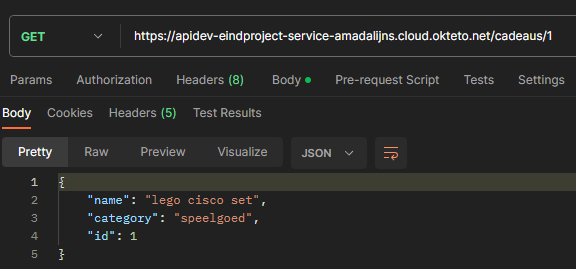 GET https://apidev-eindproject-service-amadalijns.cloud.okteto.net/cadeaus/1
Params Authorization Headers (8) Body Pre-request Script Tests Settings
Body Cookies Headers (5) Test Results
Pretty Raw Preview Visualize JSON
1 {
2 "name": "lego cisco set",
3 "category": "speelgoed",
4 "id": 1
5 }